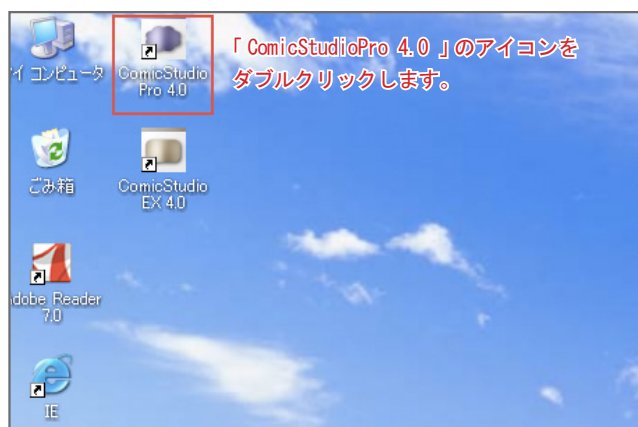 「ComicStudioPro 4.0 」のアイコンを
ダブルクリックします。
マイ コンピュータ
ComicStudio
Pro 4.0
ごみ箱
ComicStudio
EX 4.0
Adobe Reader
7.0
IE